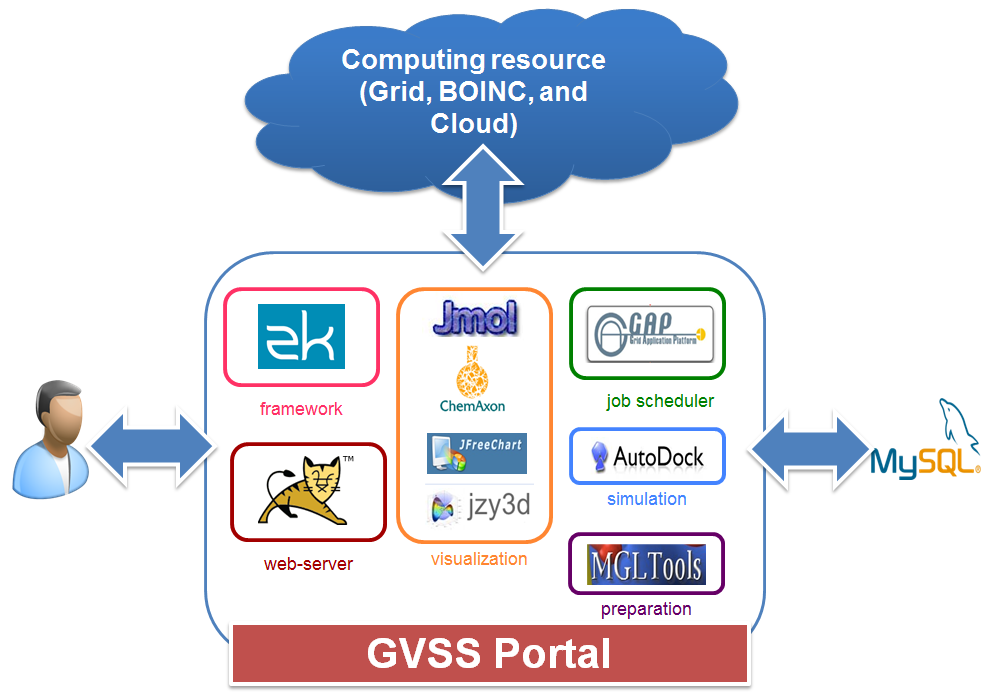 Computing resource
(Grid, BOINC, and
Cloud)
zk
framework
TM
web-server
Jmol
ChemAxon
JFreeChart
jzy3d
visualization
GAP
Grid Application Platform
job scheduler
AutoDock
simulation
MGLTools
preparation
MySQL®
GVSS Portal